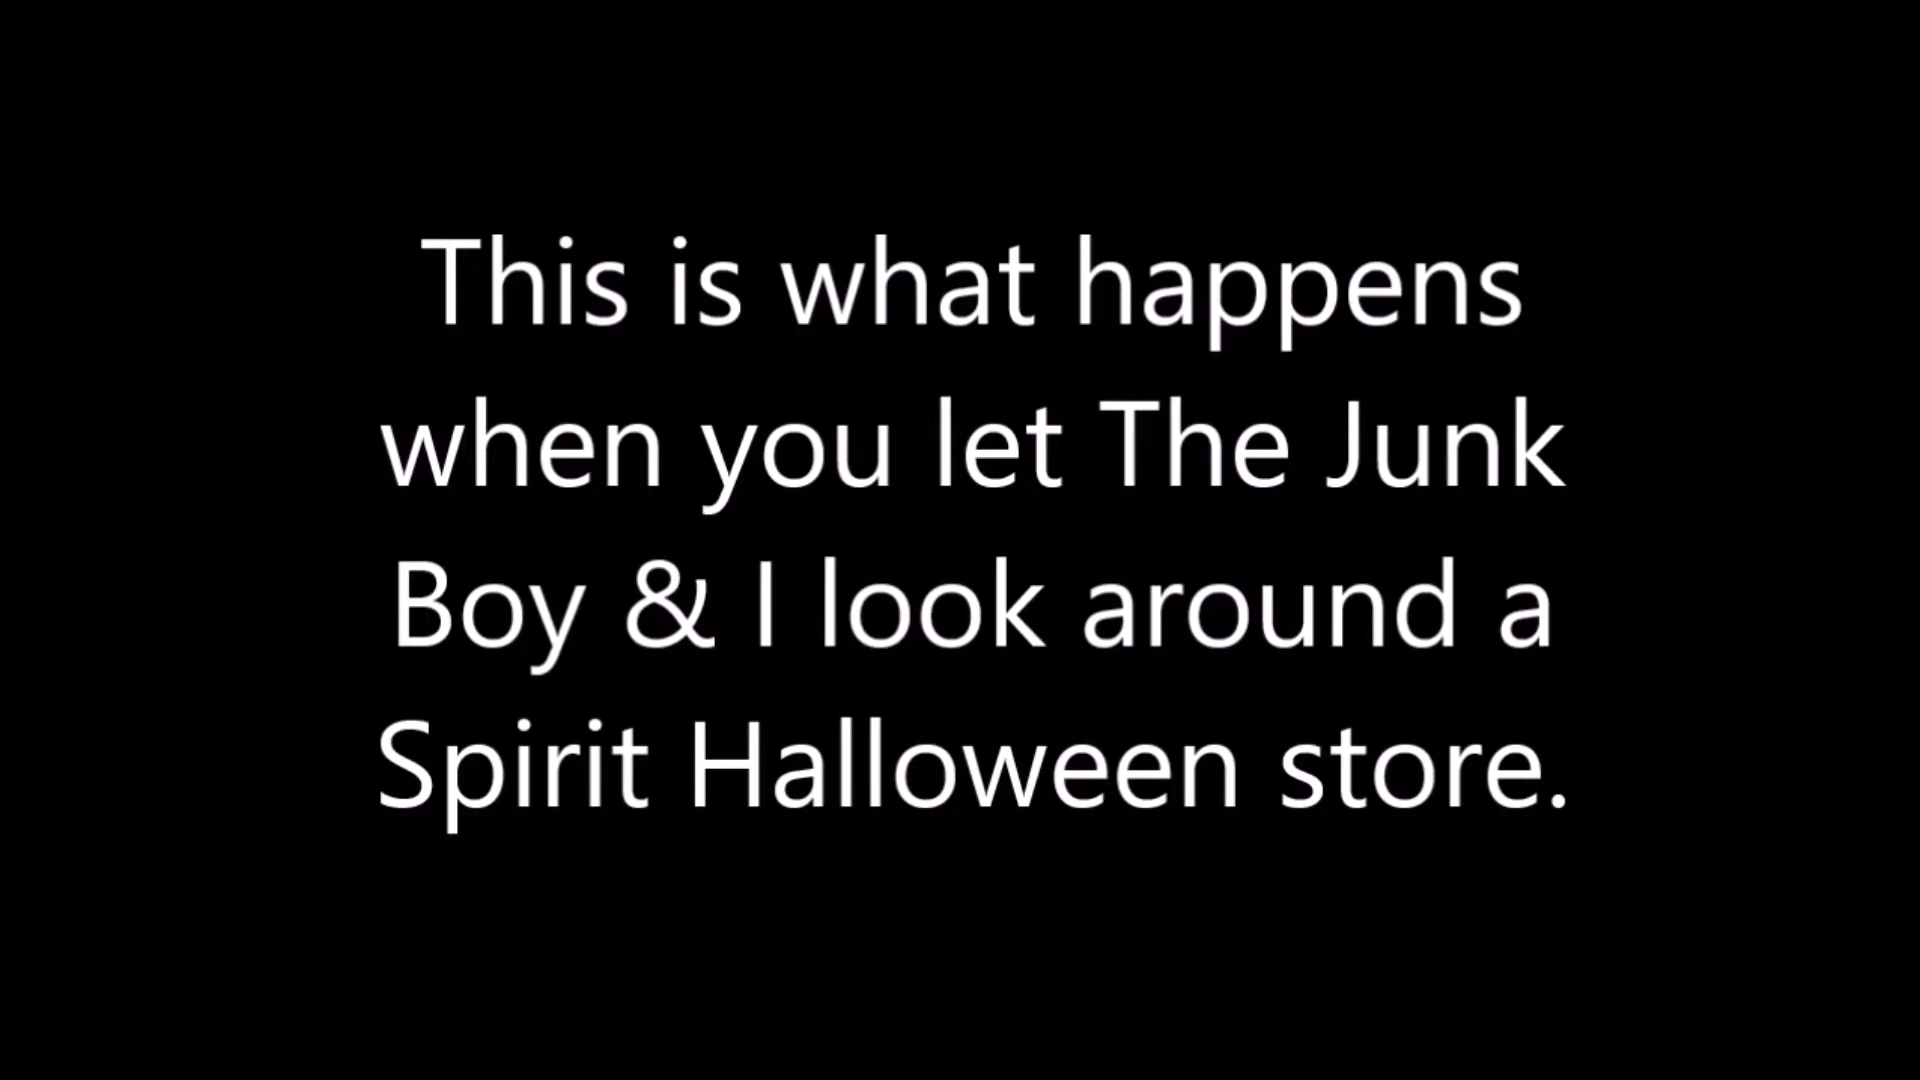 This is what happens
when you let The Junk
Boy & I look around a
Spirit Halloween store.